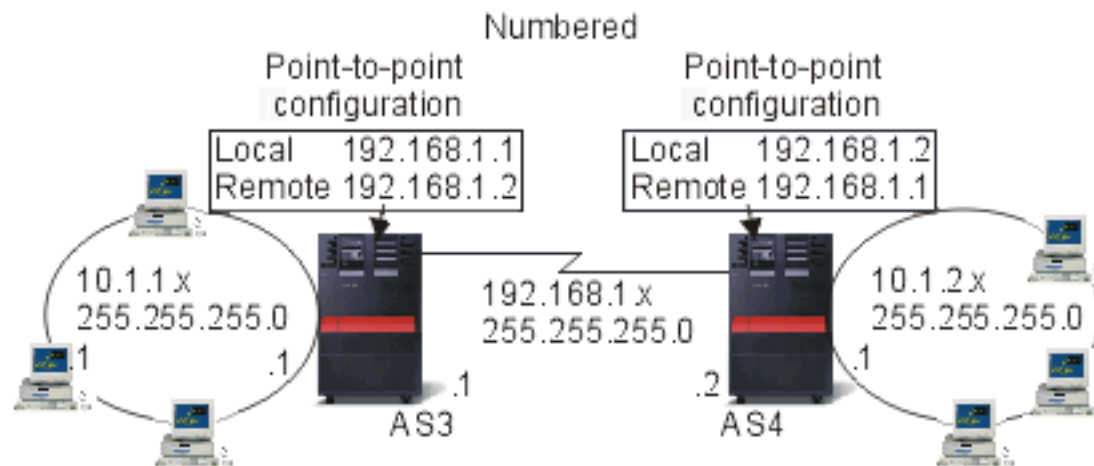 Numbered
Point-to-point
configuration
Local 192.168.1.1
Remote 192.168.1.2
Point-to-point
configuration
Local 192.168.1.2
Remote 192.168.1.1
10.1.1.x
255.255.255.0
.1
.1
192.168.1.x
255.255.255.0
.1
AS3
.2
AS4
10.1.2.x
255.255.255.0
.1